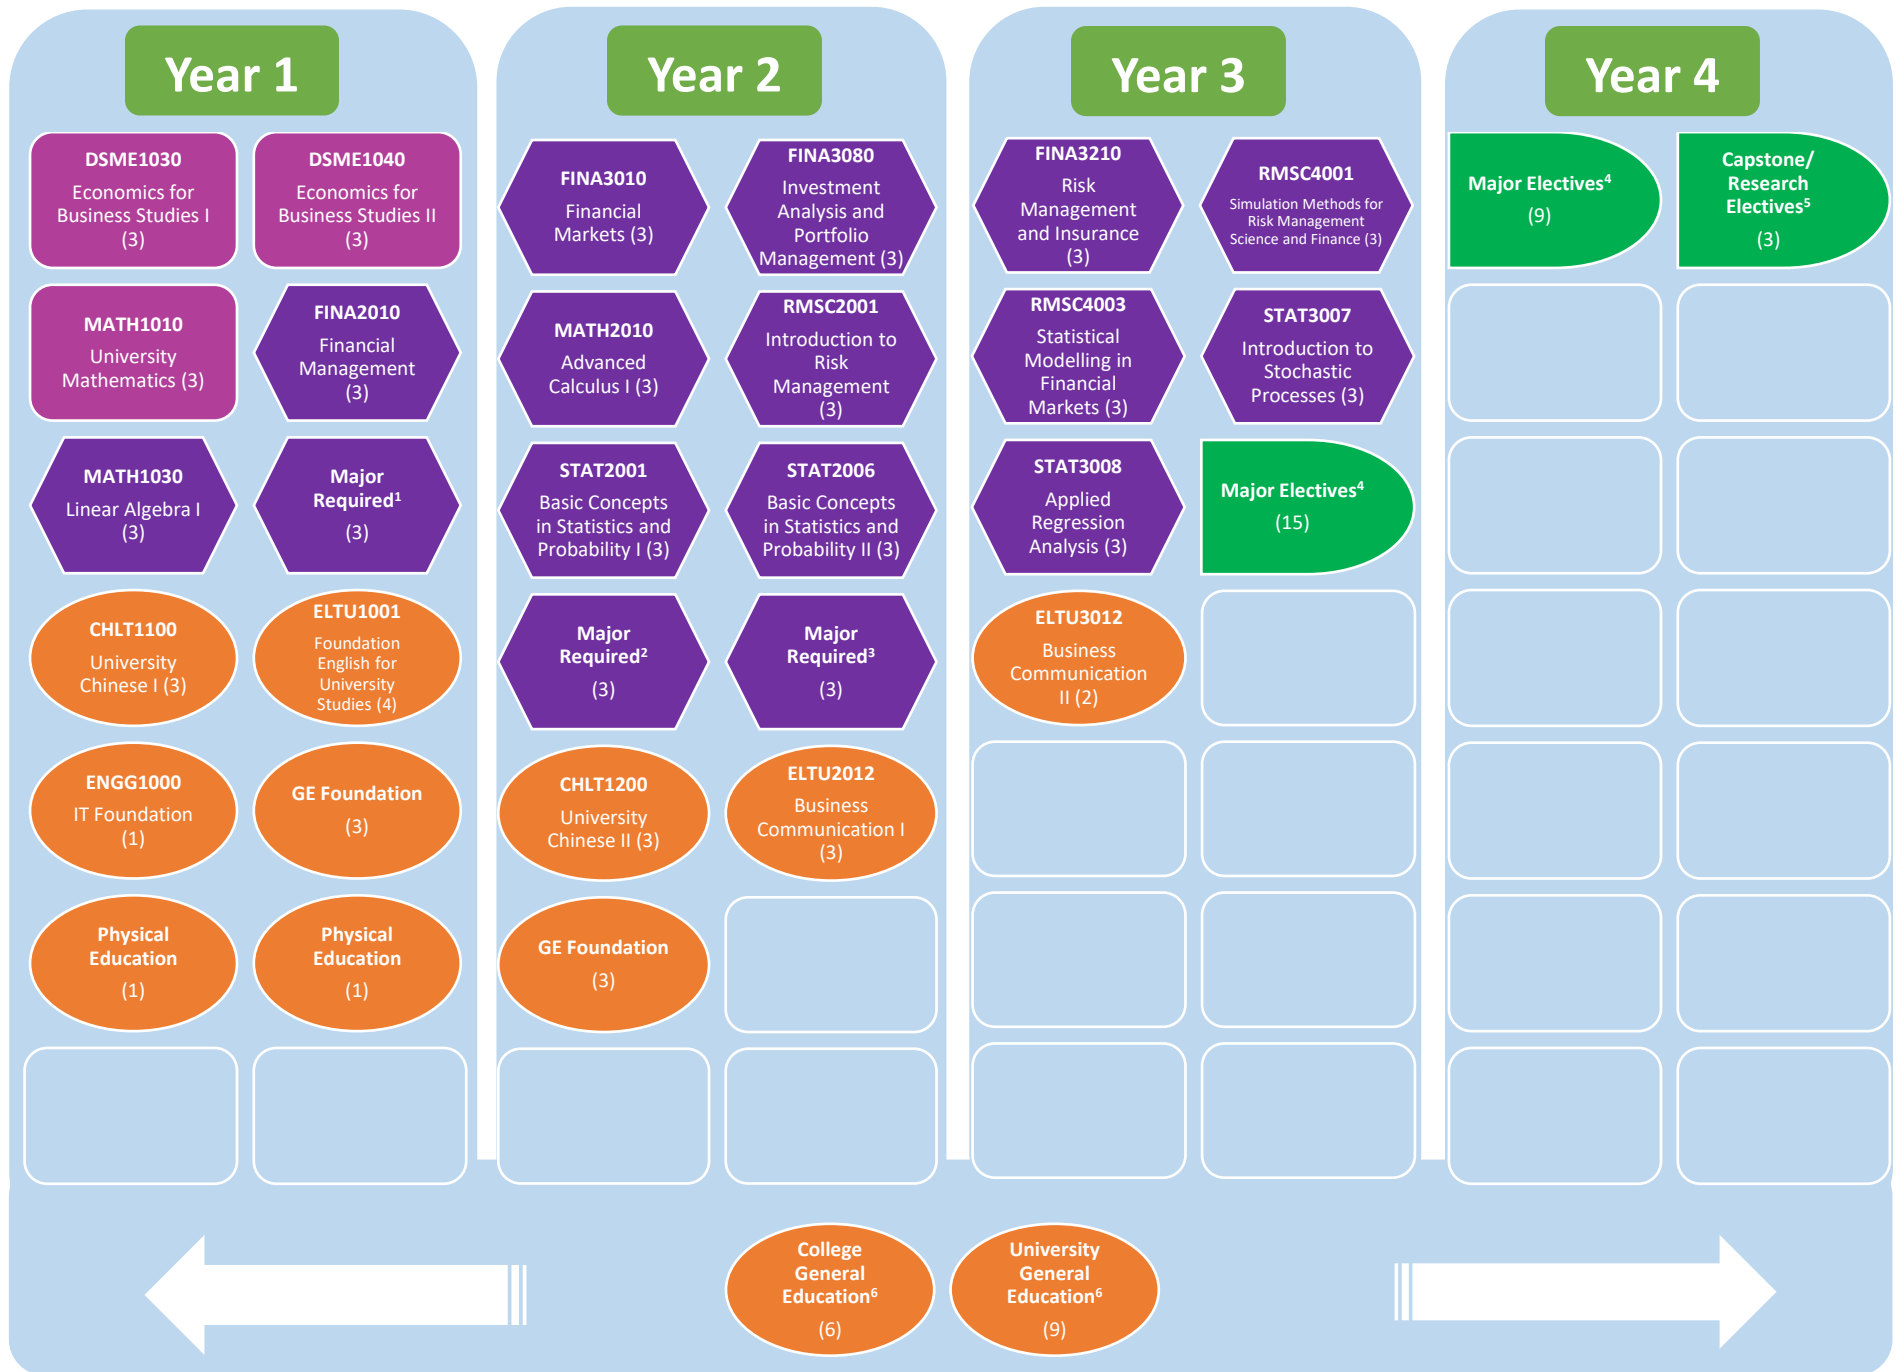 Year 1
DSME1030
Economics for
Business Studies I
(3)
DSME1040
Economics for
Business Studies II
(3)
MATH1010
University
Mathematics (3)
FINA2010
Financial
Management
(3)
MATH1030
Linear Algebra I
(3)
Major
Required¹
(3)
CHLT1100
University
Chinese I (3)
ELTU1001
Foundation
English for
University
Studies (4)
ENGG1000
IT Foundation
(1)
GE Foundation
(3)
Physical
Education
(1)
Physical
Education
(1)
Year 2
FINA3010
Financial
Markets (3)
FINA3080
Investment
Analysis and
Portfolio
Management (3)
MATH2010
Advanced
Calculus I (3)
RMSC2001
Introduction to
Risk
Management
(3)
STAT2001
Basic Concepts
in Statistics and
Probability I (3)
STAT2006
Basic Concepts
in Statistics and
Probability II (3)
Major
Required²
(3)
Major
Required³
(3)
CHLT1200
University
Chinese II (3)
ELTU2012
Business
Communication I
(3)
GE Foundation
(3)
Year 3
FINA3210
Risk
Management
and Insurance
(3)
RMSC4001
Simulation Methods for
Risk Management
Science and Finance (3)
RMSC4003
Statistical
Modelling in
Financial
Markets (3)
STAT3007
Introduction to
Stochastic
Processes (3)
STAT3008
Applied
Regression
Analysis (3)
Major Electives⁴
(15)
ELTU3012
Business
Communication
II (2)
Year 4
Major Electives⁴
(9)
Capstone/
Research
Electives⁵
(3)
College
General
Education⁶
(6)
University
General
Education⁶
(9)